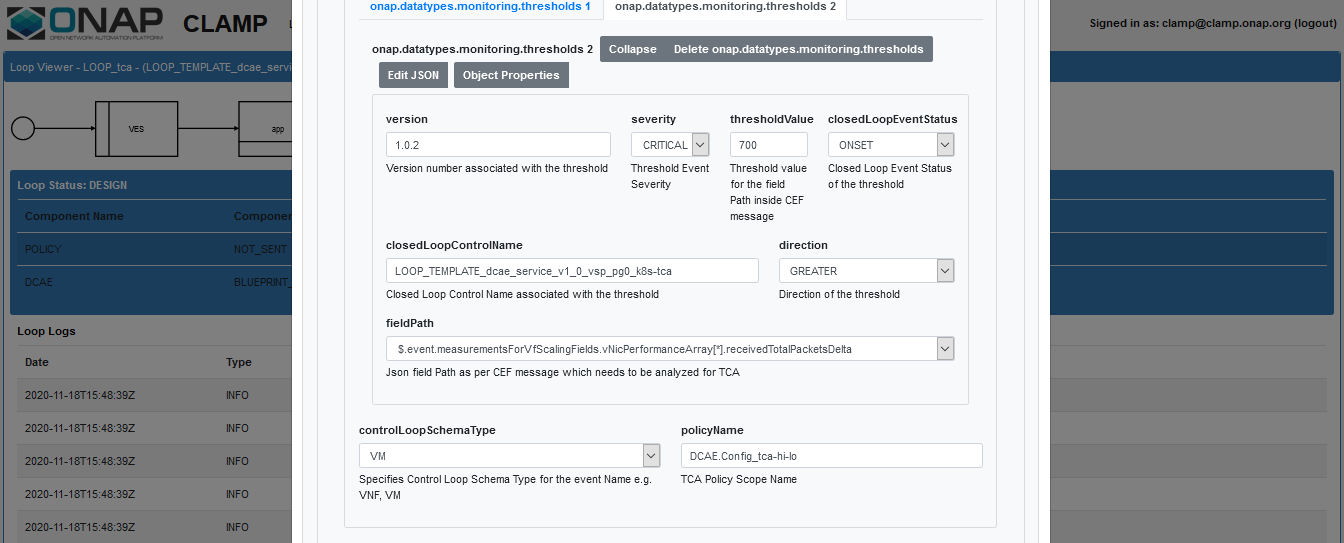 ONAP
OPEN NETWORK AUTOMATION PLATFORM
CLAMP
Signed in as: clamp@clamp.onap.org (logout)
onap.datatypes.monitoring.thresholds 1
onap.datatypes.monitoring.thresholds 2
Loop Viewer - LOOP_tca - (LOOP_TEMPLATE_dcae_servi
onap.datatypes.monitoring.thresholds 2
Collapse
Delete onap.datatypes.monitoring.thresholds
Edit JSON
Object Properties
VES
app
version
severity
thresholdValue
closedLoopEventStatus
1.0.2
CRITICAL
700
ONSET
Version number associated with the threshold
Threshold Event
Severity
Threshold value
for the field
Path inside CEF
message
Closed Loop Event Status
of the threshold
Loop Status: DESIGN
Component Name
Componen
POLICY
NOT_SENT
DCAE
BLUEPRINT_
closedLoopControlName
direction
LOOP_TEMPLATE_dcae_service_v1_0_vsp_pg0_k8s-tca
GREATER
Closed Loop Control Name associated with the threshold
Direction of the threshold
fieldPath
$.event.measurementsForVfScalingFields.vNicPerformanceArray[*].receivedTotalPacketsDelta
Json field Path as per CEF message which needs to be analyzed for TCA
Loop Logs
Date
Type
2020-11-18T15:48:39Z
INFO
2020-11-18T15:48:39Z
INFO
2020-11-18T15:48:39Z
INFO
2020-11-18T15:48:39Z
INFO
2020-11-18T15:48:39Z
INFO
controlLoopSchemaType
policyName
VM
DCAE.Config_tca-hi-lo
Specifies Control Loop Schema Type for the event Name e.g.
VNF, VM
TCA Policy Scope Name